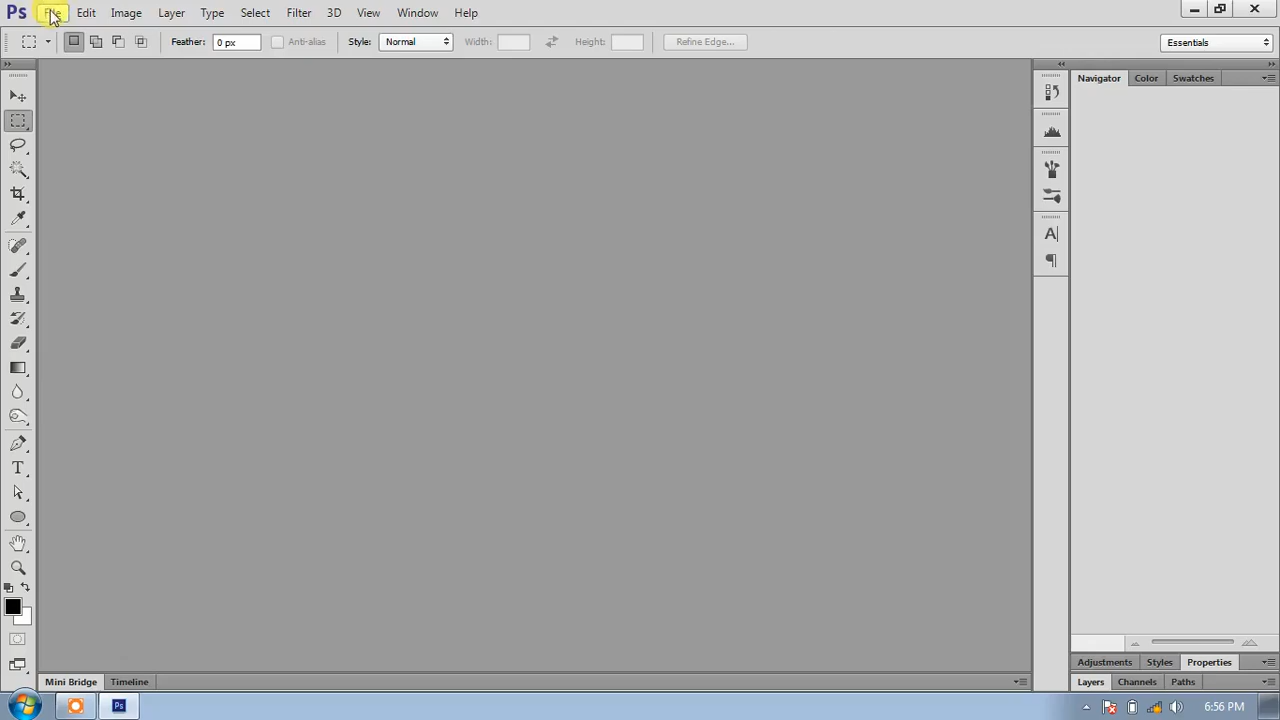 Ps File Edit Image Layer Type Select Filter 3D View Window Help
Feather: 0 px Anti-alias Style: Normal Width: Height: Refine Edge... Essentials
Navigator Color Swatches
A
T
Adjustments Styles Properties
Mini Bridge Timeline Layers Channels Paths
Ps 6:56 PM